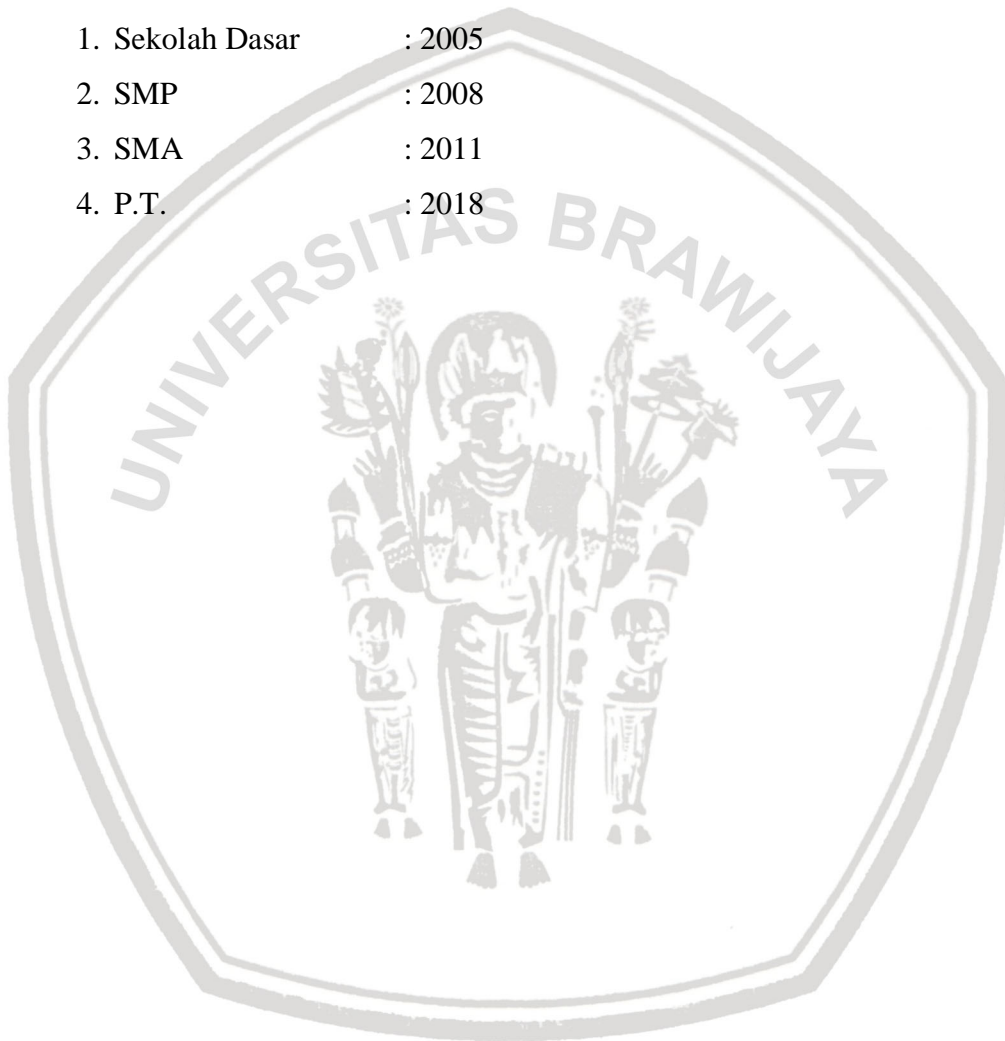 1. Sekolah Dasar : 2005
2. SMP : 2008
3. SMA : 2011
4. P.T. : 2018
UNIVERSITAS BRAWIJAYA